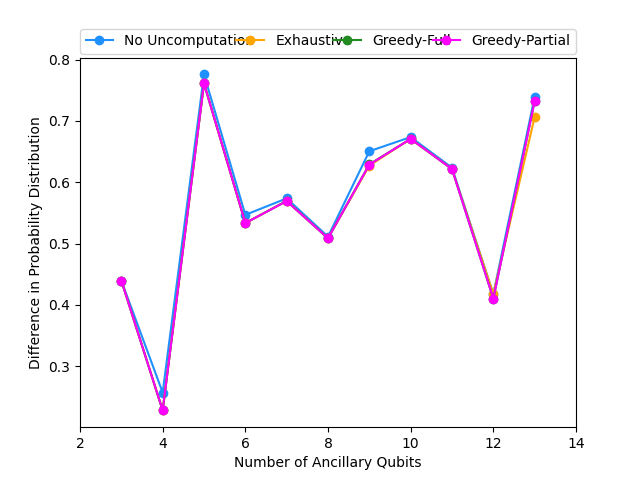 No Uncomputation Exhaustive Greedy-Full Greedy-Partial
0.8
0.7
0.6
0.5
0.4
0.3
Difference in Probability Distribution
2 4 6 8 10 12 14
Number of Ancillary Qubits